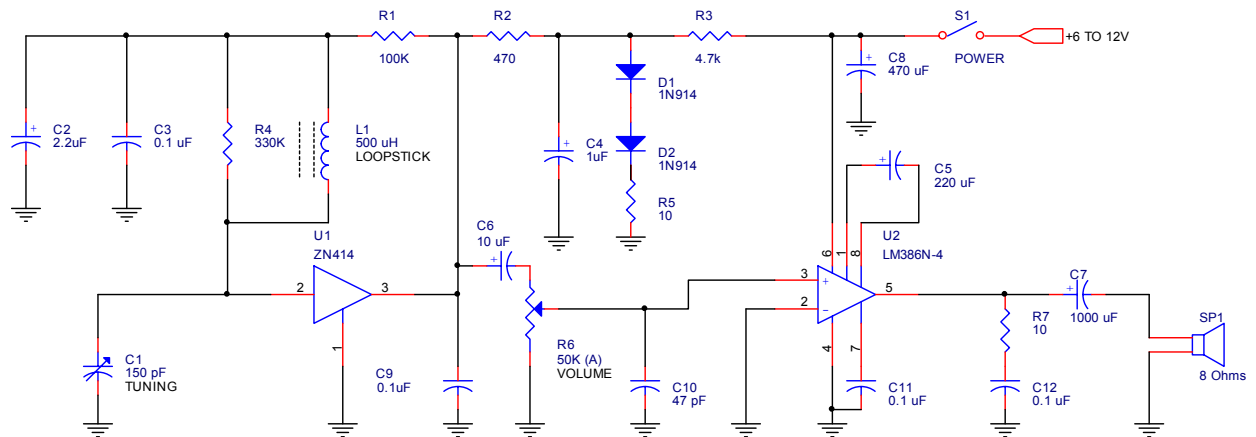 R1
100K
R2
470
R3
4.7k
S1
POWER
+6 TO 12V
+
C8
470 uF
+
C2
2.2uF
C3
0.1 uF
R4
330K
L1
500 uH
LOOPSTICK
+
C4
1uF
D1
1N914
D2
1N914
R5
10
+
C5
220 uF
U1
ZN414
2
3
1
C6
10 uF
+
R6
50K (A)
VOLUME
C1
150 pF
TUNING
C9
0.1uF
C10
47 pF
U2
LM386N-4
6
1
8
3
+
2
-
5
4
7
C11
0.1 uF
R7
10
C12
0.1 uF
C7
+
1000 uF
SP1
8 Ohms